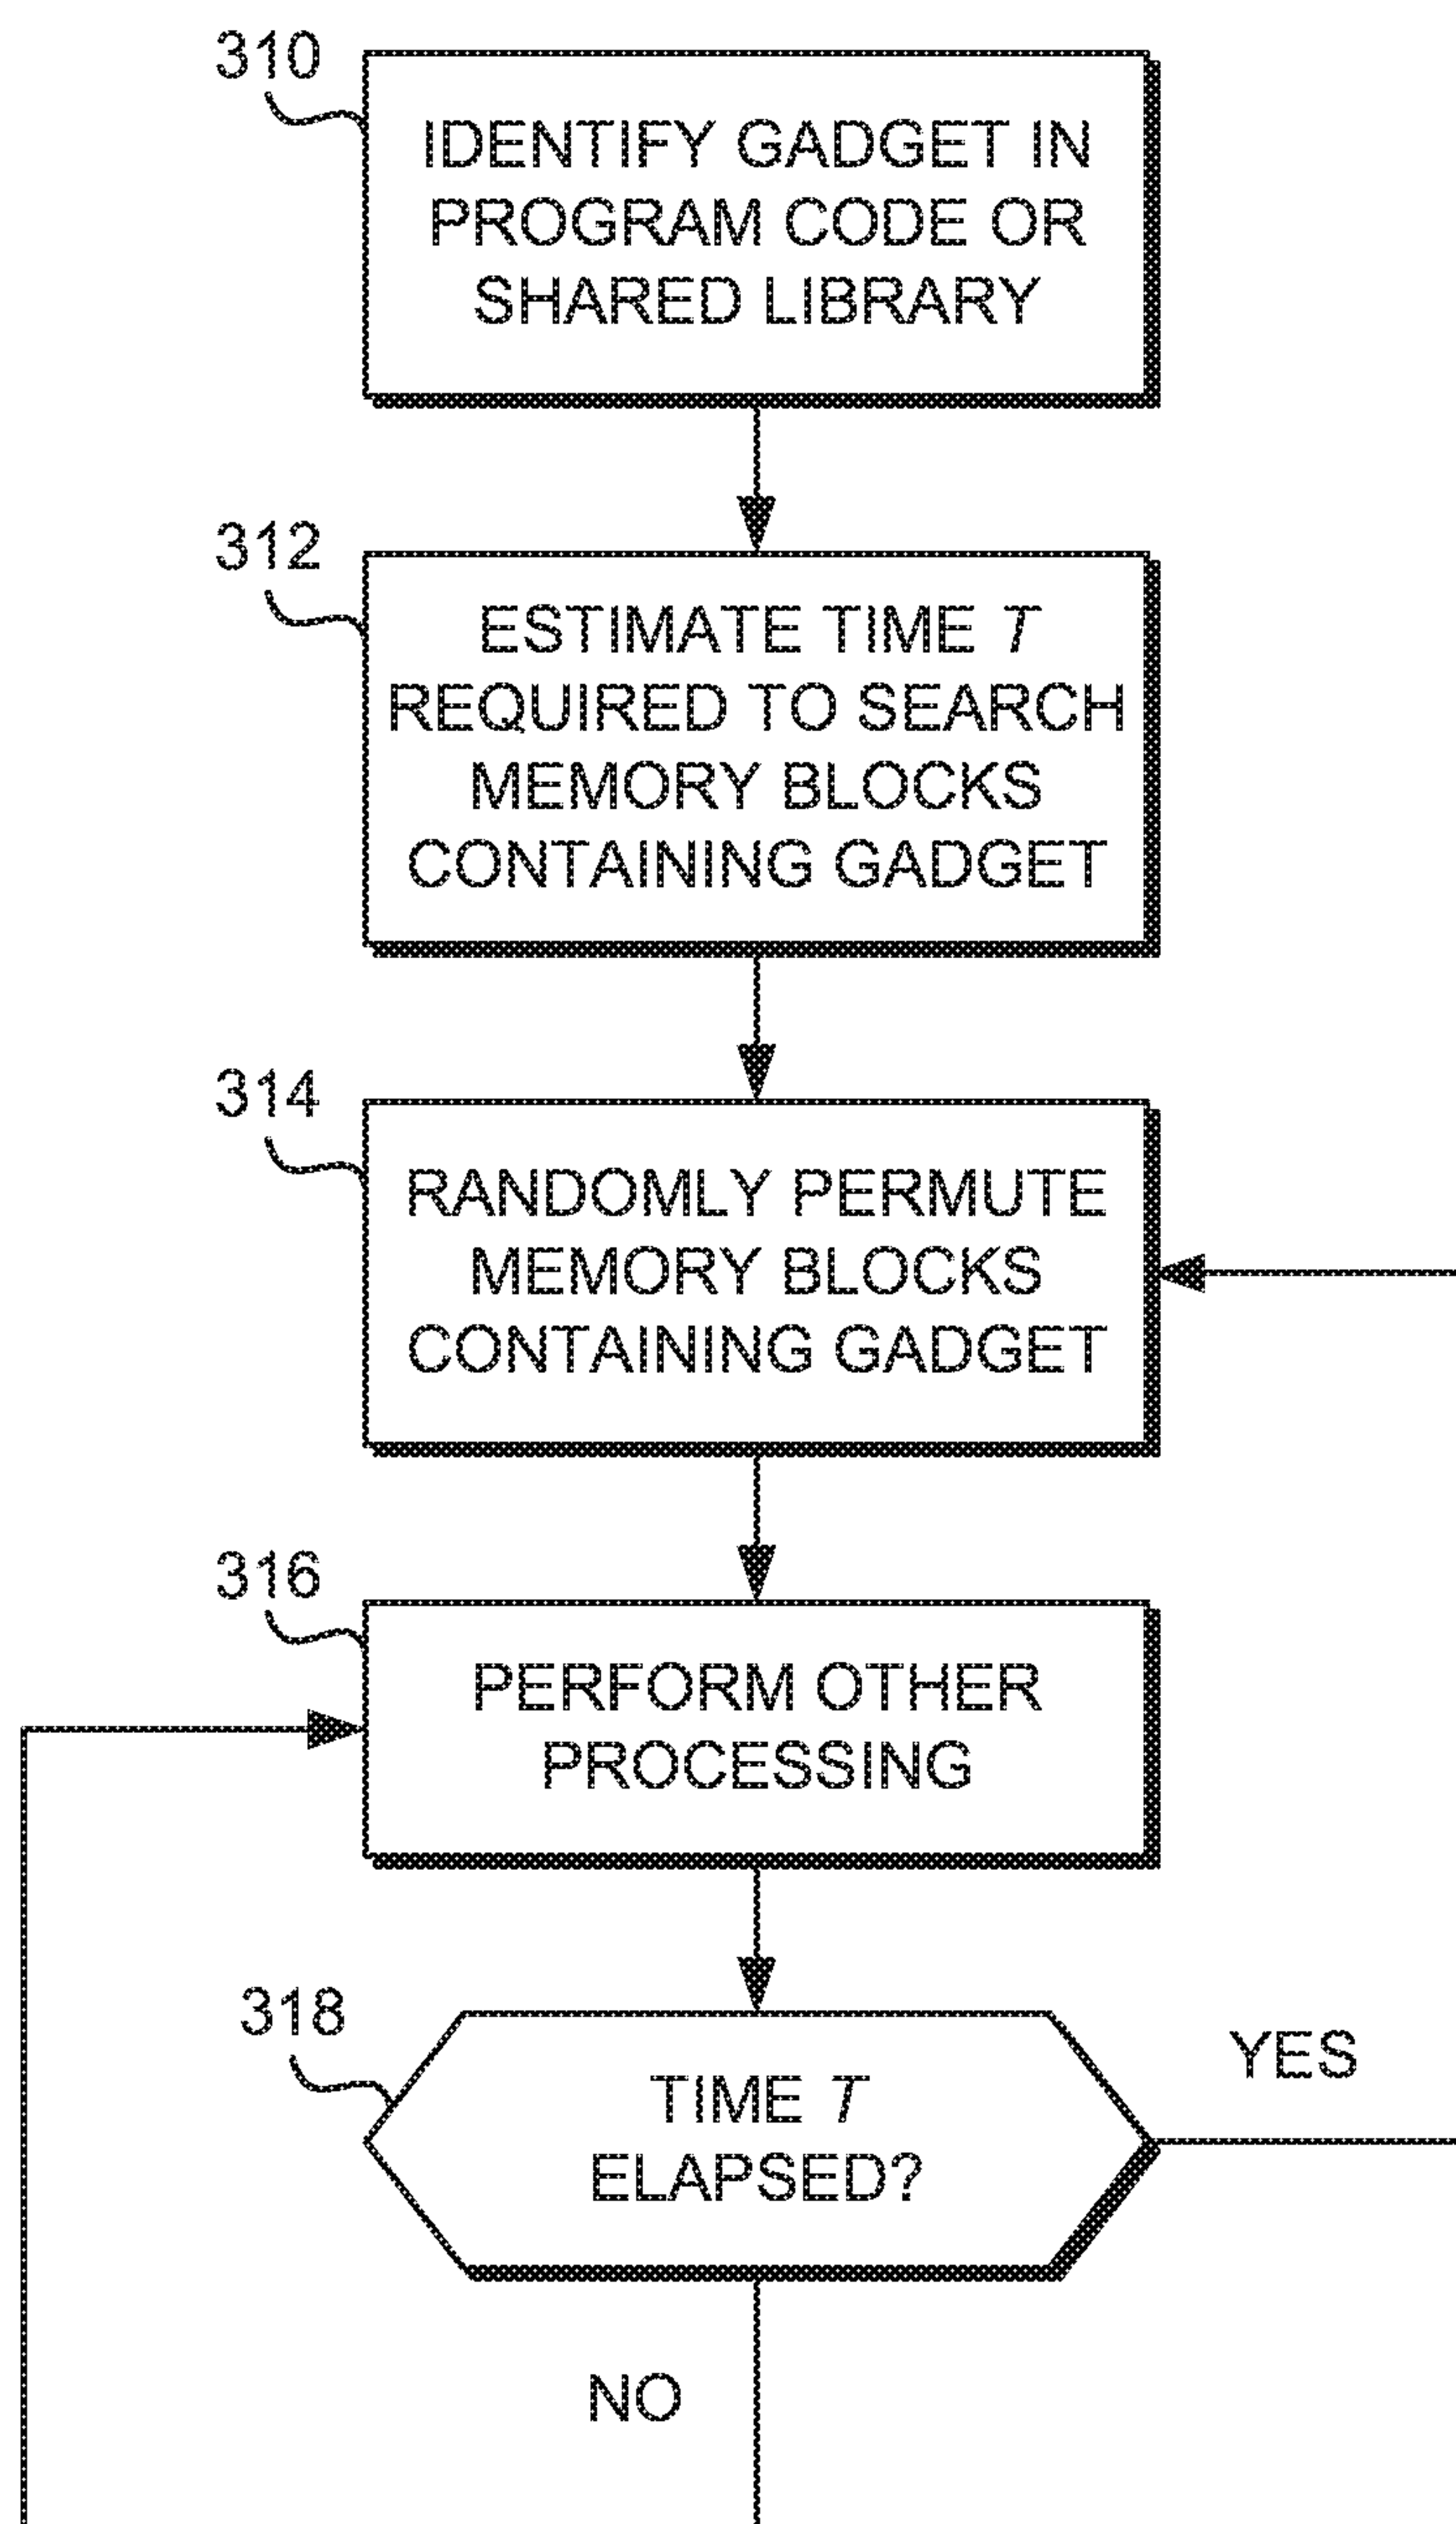 310
IDENTIFY GADGET IN
PROGRAM CODE OR
SHARED LIBRARY
312
ESTIMATE TIME T
REQUIRED TO SEARCH
MEMORY BLOCKS
CONTAINING GADGET
314
RANDOMLY PERMUTE
MEMORY BLOCKS
CONTAINING GADGET
316
PERFORM OTHER
PROCESSING
318
TIME T
ELAPSED?
YES
NO